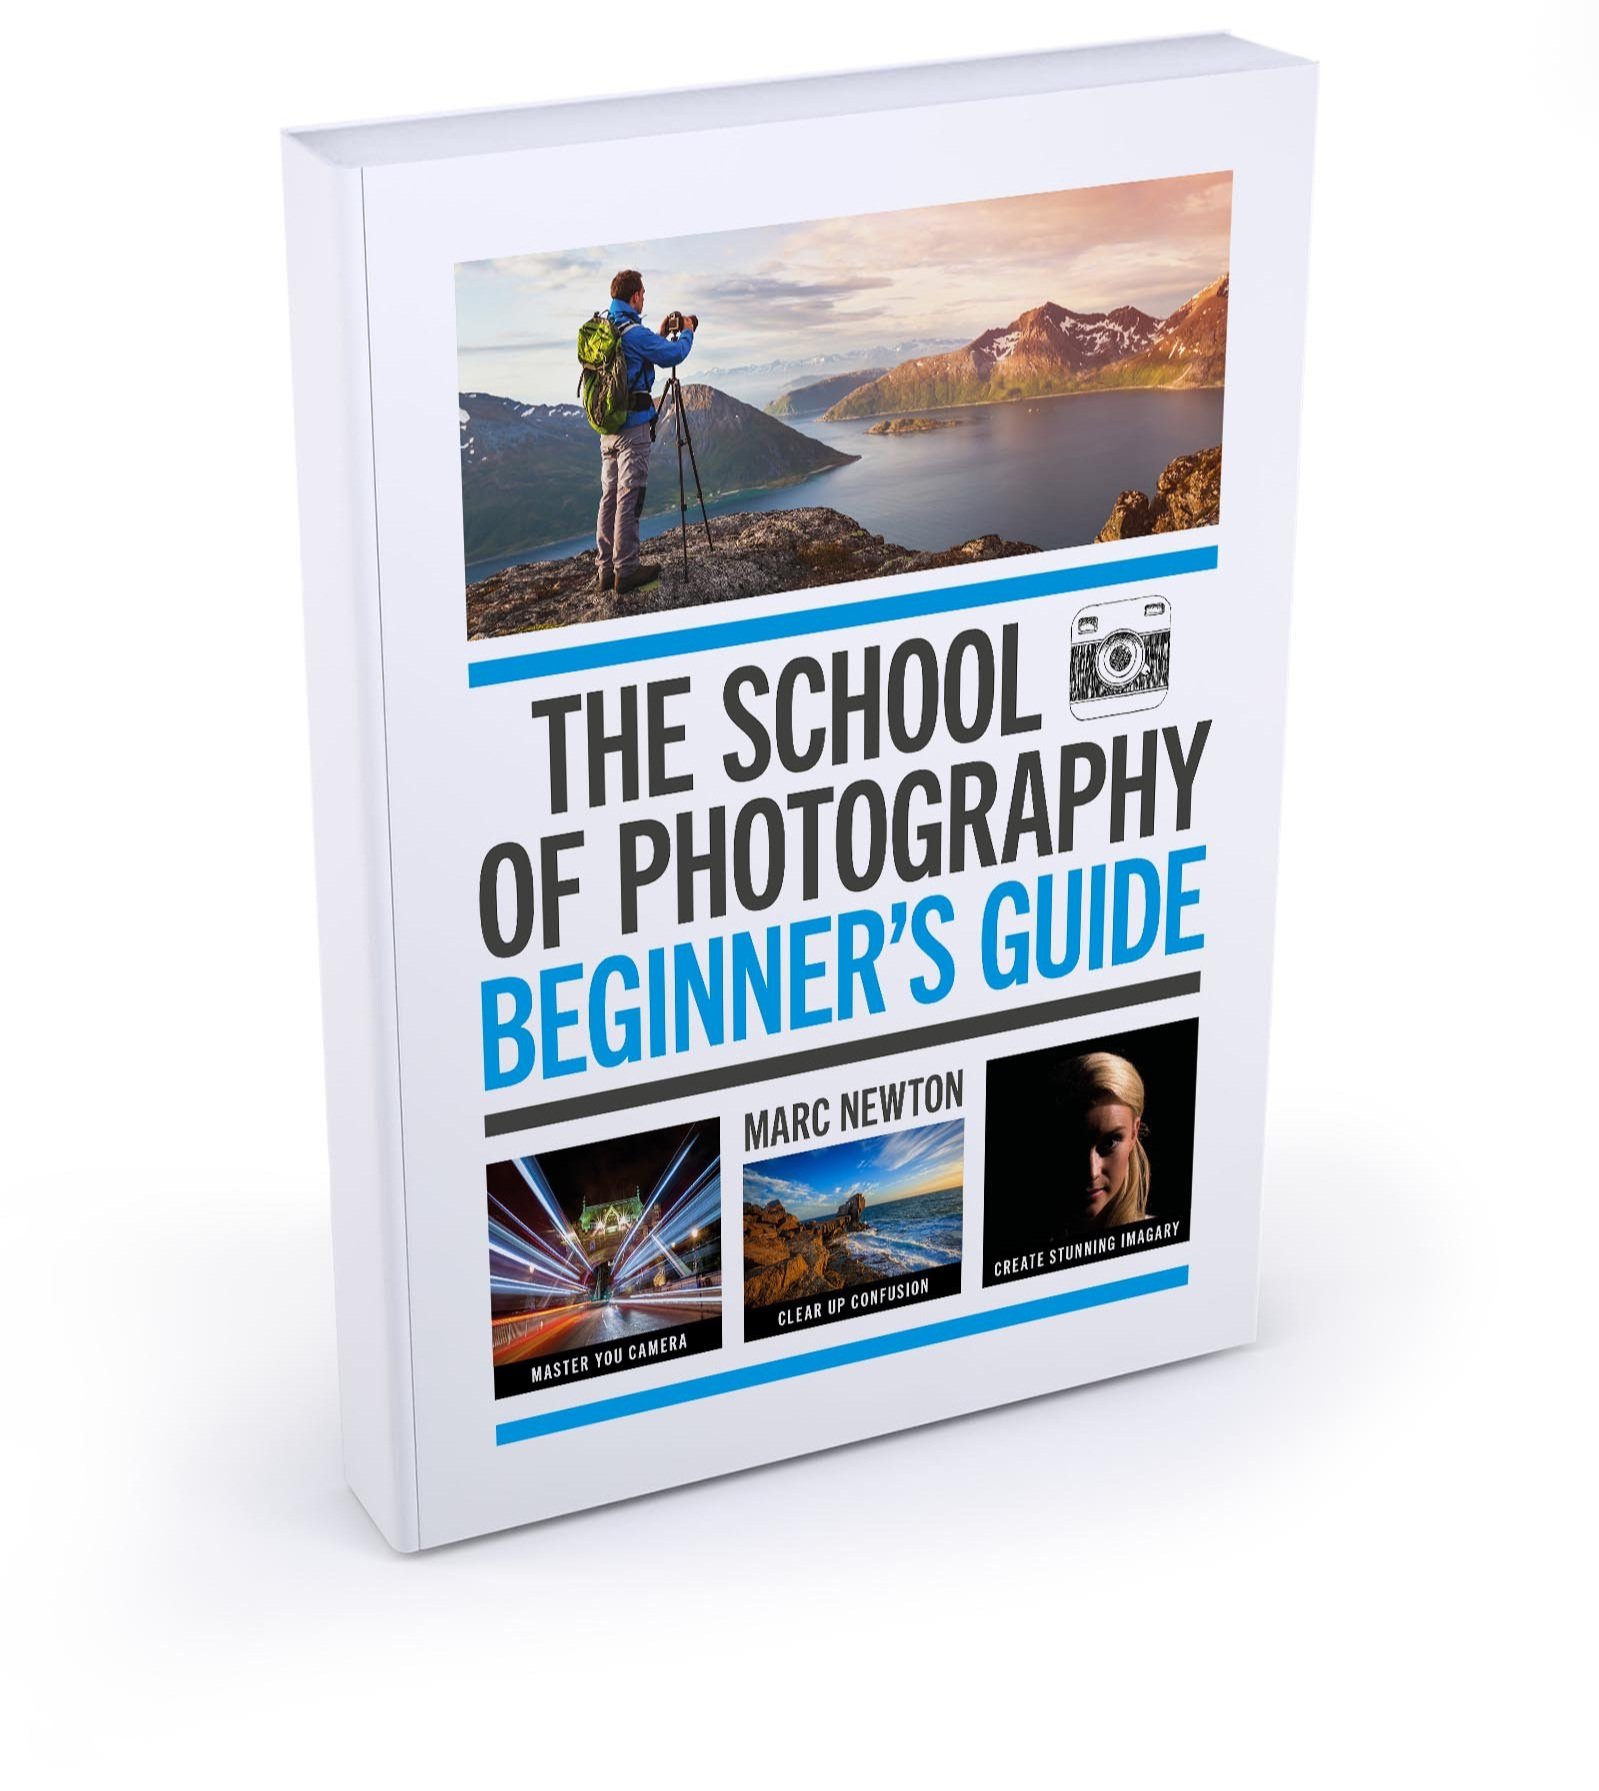 THE SCHOOL
OF PHOTOGRAPHY
BEGINNER'S GUIDE
MARC NEWTON
MASTER YOU CAMERA
CLEAR UP CONFUSION
CREATE STUNNING IMAGARY